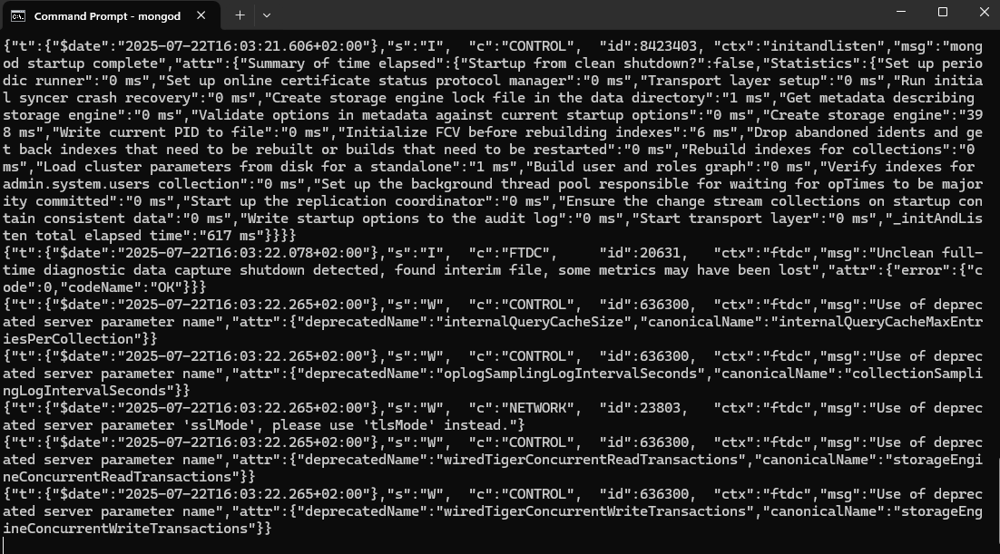 Command Prompt - mongod
{"t":{"$date":"2025-07-22T16:03:21.606+02:00"},"s":"I",  "c":"CONTROL",  "id":8423403, "ctx":"initandlisten","msg":"mong
od startup complete","attr":{"Summary of time elapsed":{"Startup from clean shutdown?":false,"Statistics":{"Set up perio
dic runner":"0 ms","Set up online certificate status protocol manager":"0 ms","Transport layer setup":"0 ms","Run initia
l syncer crash recovery":"0 ms","Create storage engine lock file in the data directory":"1 ms","Get metadata describing
storage engine":"0 ms","Validate options in metadata against current startup options":"0 ms","Create storage engine":"39
8 ms","Write current PID to file":"0 ms","Initialize FCV before rebuilding indexes":"6 ms","Drop abandoned idents and ge
t back indexes that need to be rebuilt or builds that need to be restarted":"0 ms","Rebuild indexes for collections":"0
ms","Load cluster parameters from disk for a standalone":"1 ms","Build user and roles graph":"0 ms","Verify indexes for
admin.system.users collection":"0 ms","Set up the background thread pool responsible for waiting for opTimes to be major
ity committed":"0 ms","Start up the replication coordinator":"0 ms","Ensure the change stream collections on startup con
tain consistent data":"0 ms","Write startup options to the audit log":"0 ms","Start transport layer":"0 ms","_initAndLis
ten total elapsed time":"617 ms"}}}}
{"t":{"$date":"2025-07-22T16:03:22.078+02:00"},"s":"I",  "c":"FTDC",     "id":20631,   "ctx":"ftdc","msg":"Unclean full-
time diagnostic data capture shutdown detected, found interim file, some metrics may have been lost","attr":{"error":{"c
ode":0,"codeName":"OK"}}}
{"t":{"$date":"2025-07-22T16:03:22.265+02:00"},"s":"W",  "c":"CONTROL",  "id":636300,  "ctx":"ftdc","msg":"Use of deprec
ated server parameter name","attr":{"deprecatedName":"internalQueryCacheSize","canonicalName":"internalQueryCacheMaxEntr
iesPerCollection"}}
{"t":{"$date":"2025-07-22T16:03:22.265+02:00"},"s":"W",  "c":"CONTROL",  "id":636300,  "ctx":"ftdc","msg":"Use of deprec
ated server parameter name","attr":{"deprecatedName":"oplogSamplingLogIntervalSeconds","canonicalName":"collectionSampli
ngLogIntervalSeconds"}}
{"t":{"$date":"2025-07-22T16:03:22.265+02:00"},"s":"W",  "c":"NETWORK",  "id":23803,   "ctx":"ftdc","msg":"Use of deprec
ated server parameter 'sslMode', please use 'tlsMode' instead."}
{"t":{"$date":"2025-07-22T16:03:22.265+02:00"},"s":"W",  "c":"CONTROL",  "id":636300,  "ctx":"ftdc","msg":"Use of deprec
ated server parameter name","attr":{"deprecatedName":"wiredTigerConcurrentReadTransactions","canonicalName":"storageEngi
neConcurrentReadTransactions"}}
{"t":{"$date":"2025-07-22T16:03:22.265+02:00"},"s":"W",  "c":"CONTROL",  "id":636300,  "ctx":"ftdc","msg":"Use of deprec
ated server parameter name","attr":{"deprecatedName":"wiredTigerConcurrentWriteTransactions","canonicalName":"storageEng
ineConcurrentWriteTransactions"}}